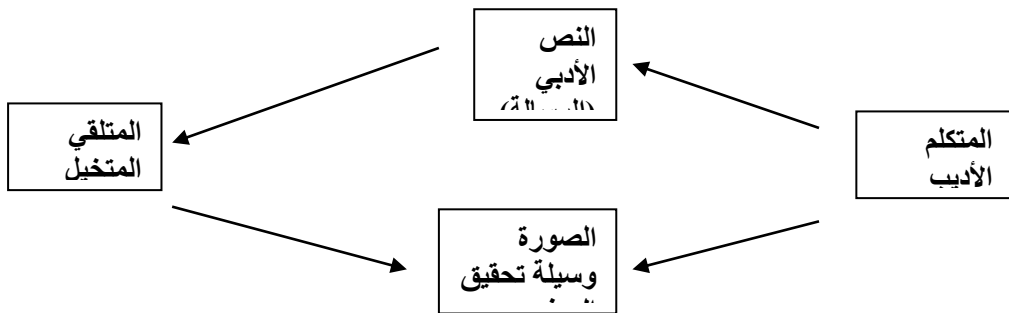 النص
الأدبي
المتكلم
الأديب
المتلقي
المتخيل
الصورة
وسيلة تحقيق